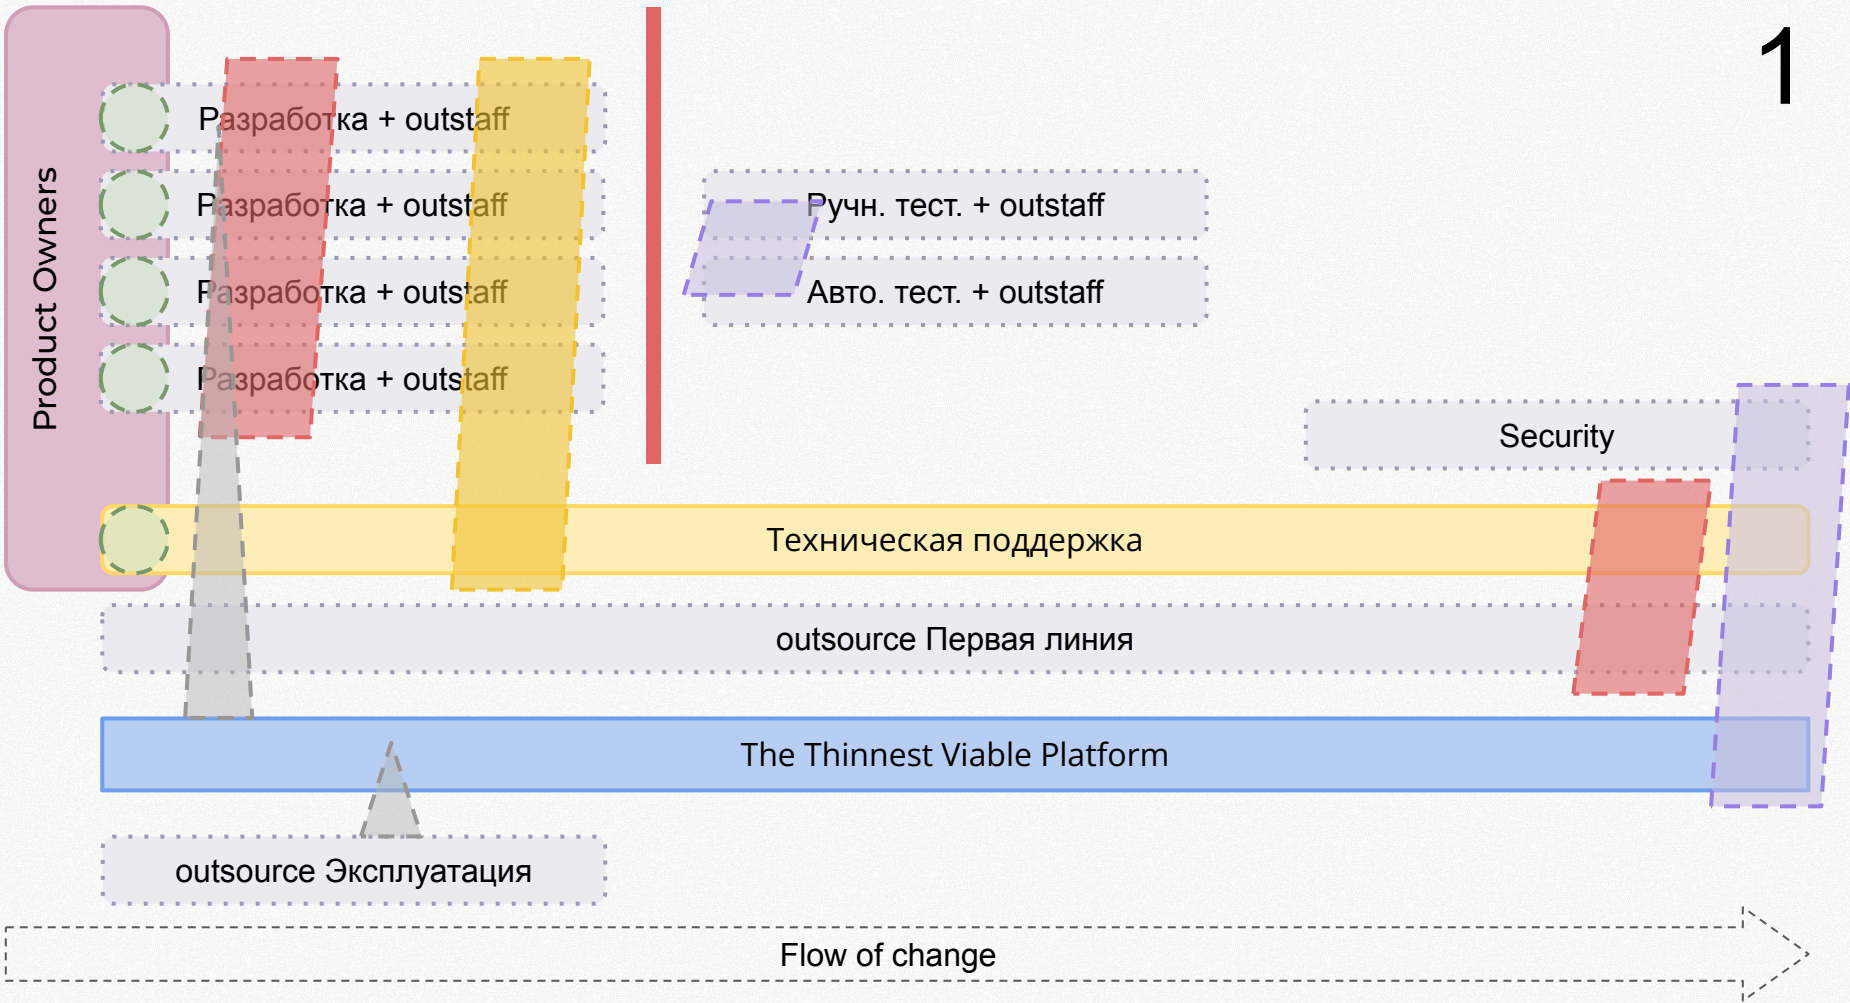 1
Product Owners
Разработка + outstaff
Разработка + outstaff
Разработка + outstaff
Разработка + outstaff
Ручн. тест. + outstaff
Авто. тест. + outstaff
Security
Техническая поддержка
outsource Первая линия
The Thinnest Viable Platform
outsource Эксплуатация
Flow of change